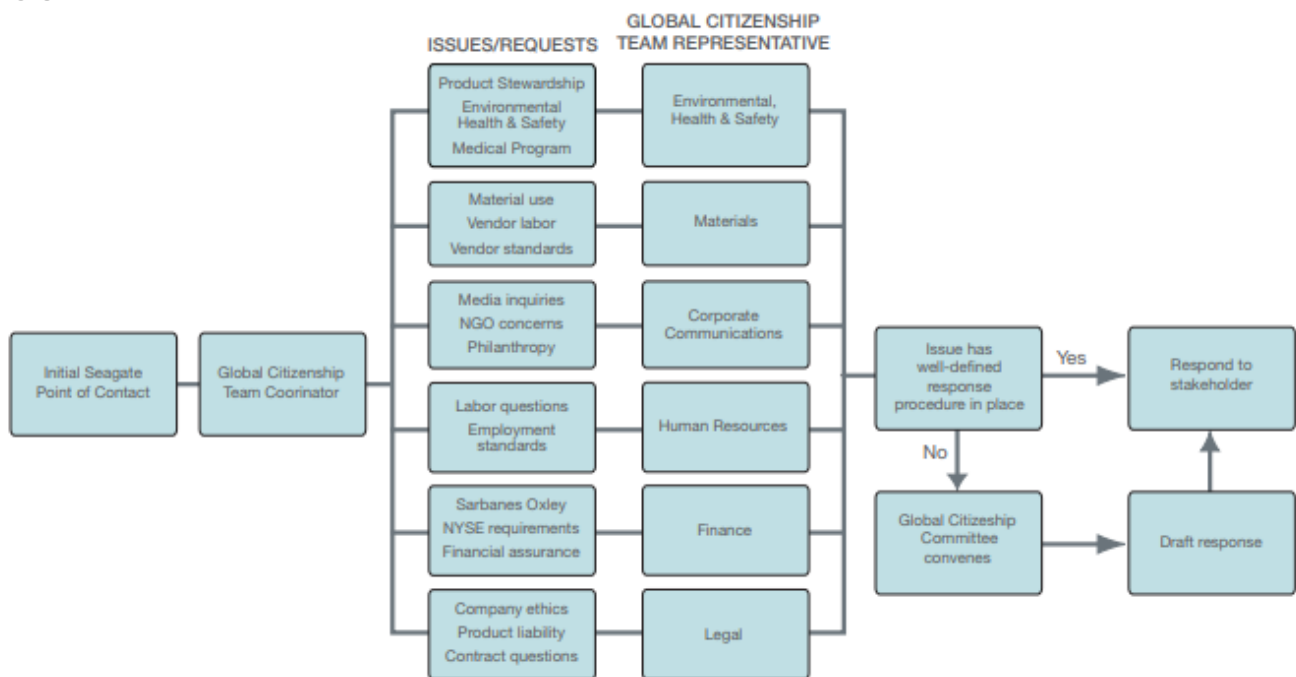 ISSUES/REQUESTS
GLOBAL CITIZENSHIP
TEAM REPRESENTATIVE
Initial Seagate
Point of Contact
Global Citizenship
Team Coorinator
Product Stewardship
Environmental
Health & Safety
Medical Program
Environmental,
Health & Safety
Material use
Vendor labor
Vendor standards
Materials
Media inquiries
NGO concerns
Philanthropy
Corporate
Communications
Labor questions
Employment
standards
Human Resources
Sarbanes Oxley
NYSE requirements
Financial assurance
Finance
Company ethics
Product liability
Contract questions
Legal
Issue has
well-defined
response
procedure in place
Yes
Respond to
stakeholder
No
Global Citizeship
Committee
convenes
Draft response